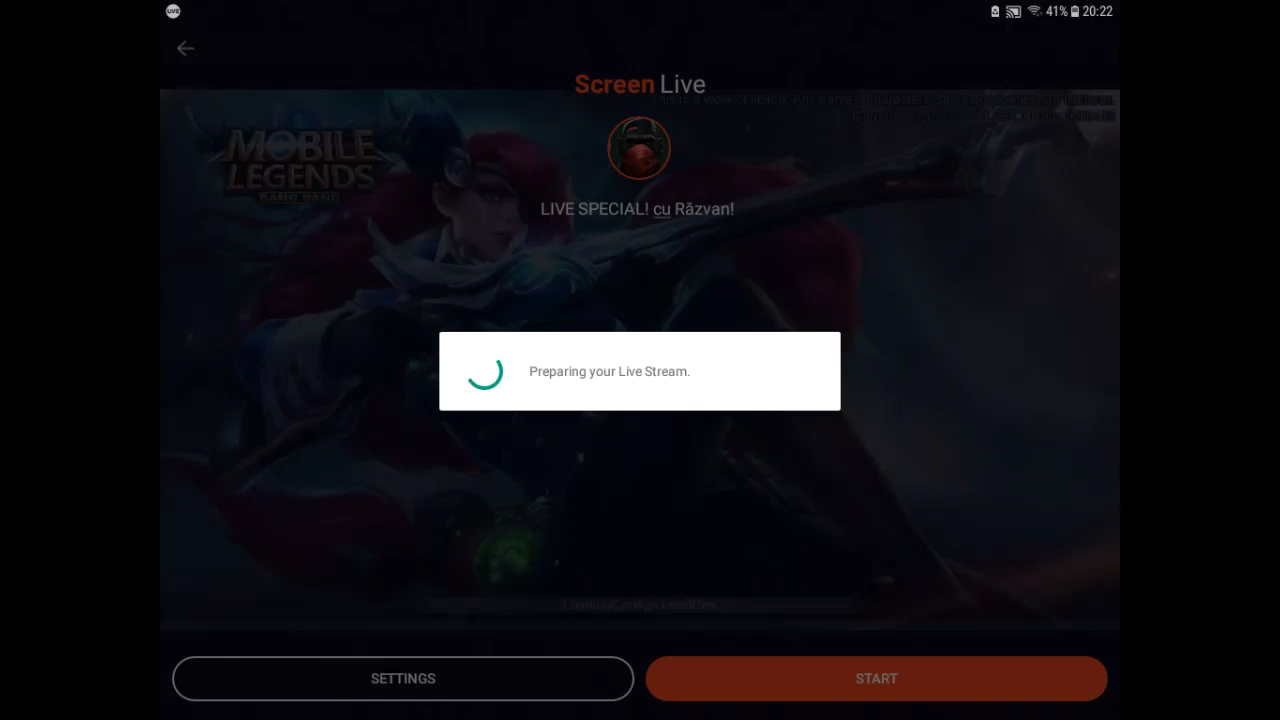 LIVE
41% 20:22
Screen Live
MOBILE
LEGENDS
BANG BANG
LIVE SPECIAL! cu Răzvan!
Preparing your Live Stream.
SETTINGS
START